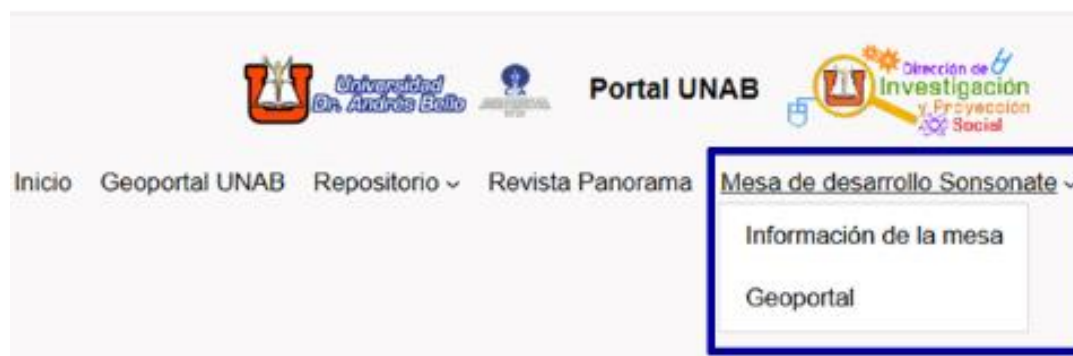 Universidad
Dr. Andrés Bello
Portal UNAB
Dirección de
Investigación
y Proyección
Social
Inicio Geoportal UNAB Repositorio Revista Panorama Mesa de desarrollo Sonsonate
Información de la mesa
Geoportal